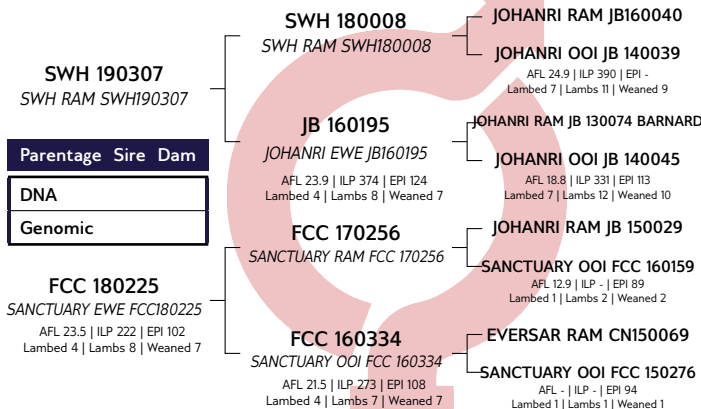 SWH 190307
SWH RAM SWH190307
Parentage Sire Dam
DNA
Genomic
FCC 180225
SANCTUARY EWE FCC180225
AFL 23.5 | ILP 222 | EPI 102
Lambed 4 | Lambs 8 | Weaned 7
SWH 180008
SWH RAM SWH180008
JB 160195
JOHANRI EWE JB160195
AFL 23.9 | ILP 374 | EPI 124
Lambed 4 | Lambs 8 | Weaned 7
FCC 170256
SANCTUARY RAM FCC 170256
FCC 160334
SANCTUARY OOI FCC 160334
AFL 21.5 | ILP 273 | EPI 108
Lambed 4 | Lambs 7 | Weaned 7
JOHANRI RAM JB160040
JOHANRI OOI JB 140039
AFL 24.9 | ILP 390 | EPI -
Lambed 7 | Lambs 11 | Weaned 9
JOHANRI RAM JB 130074 BARNARD
JOHANRI OOI JB 140045
AFL 18.8 | ILP 331 | EPI 113
Lambed 7 | Lambs 12 | Weaned 10
JOHANRI RAM JB 150029
SANCTUARY OOI FCC 160159
AFL 12.9 | ILP - | EPI 89
Lambed 1 | Lambs 2 | Weaned 2
EVERSAR RAM CN150069
SANCTUARY OOI FCC 150276
AFL - | ILP - | EPI 94
Lambed 1 | Lambs 1 | Weaned 1